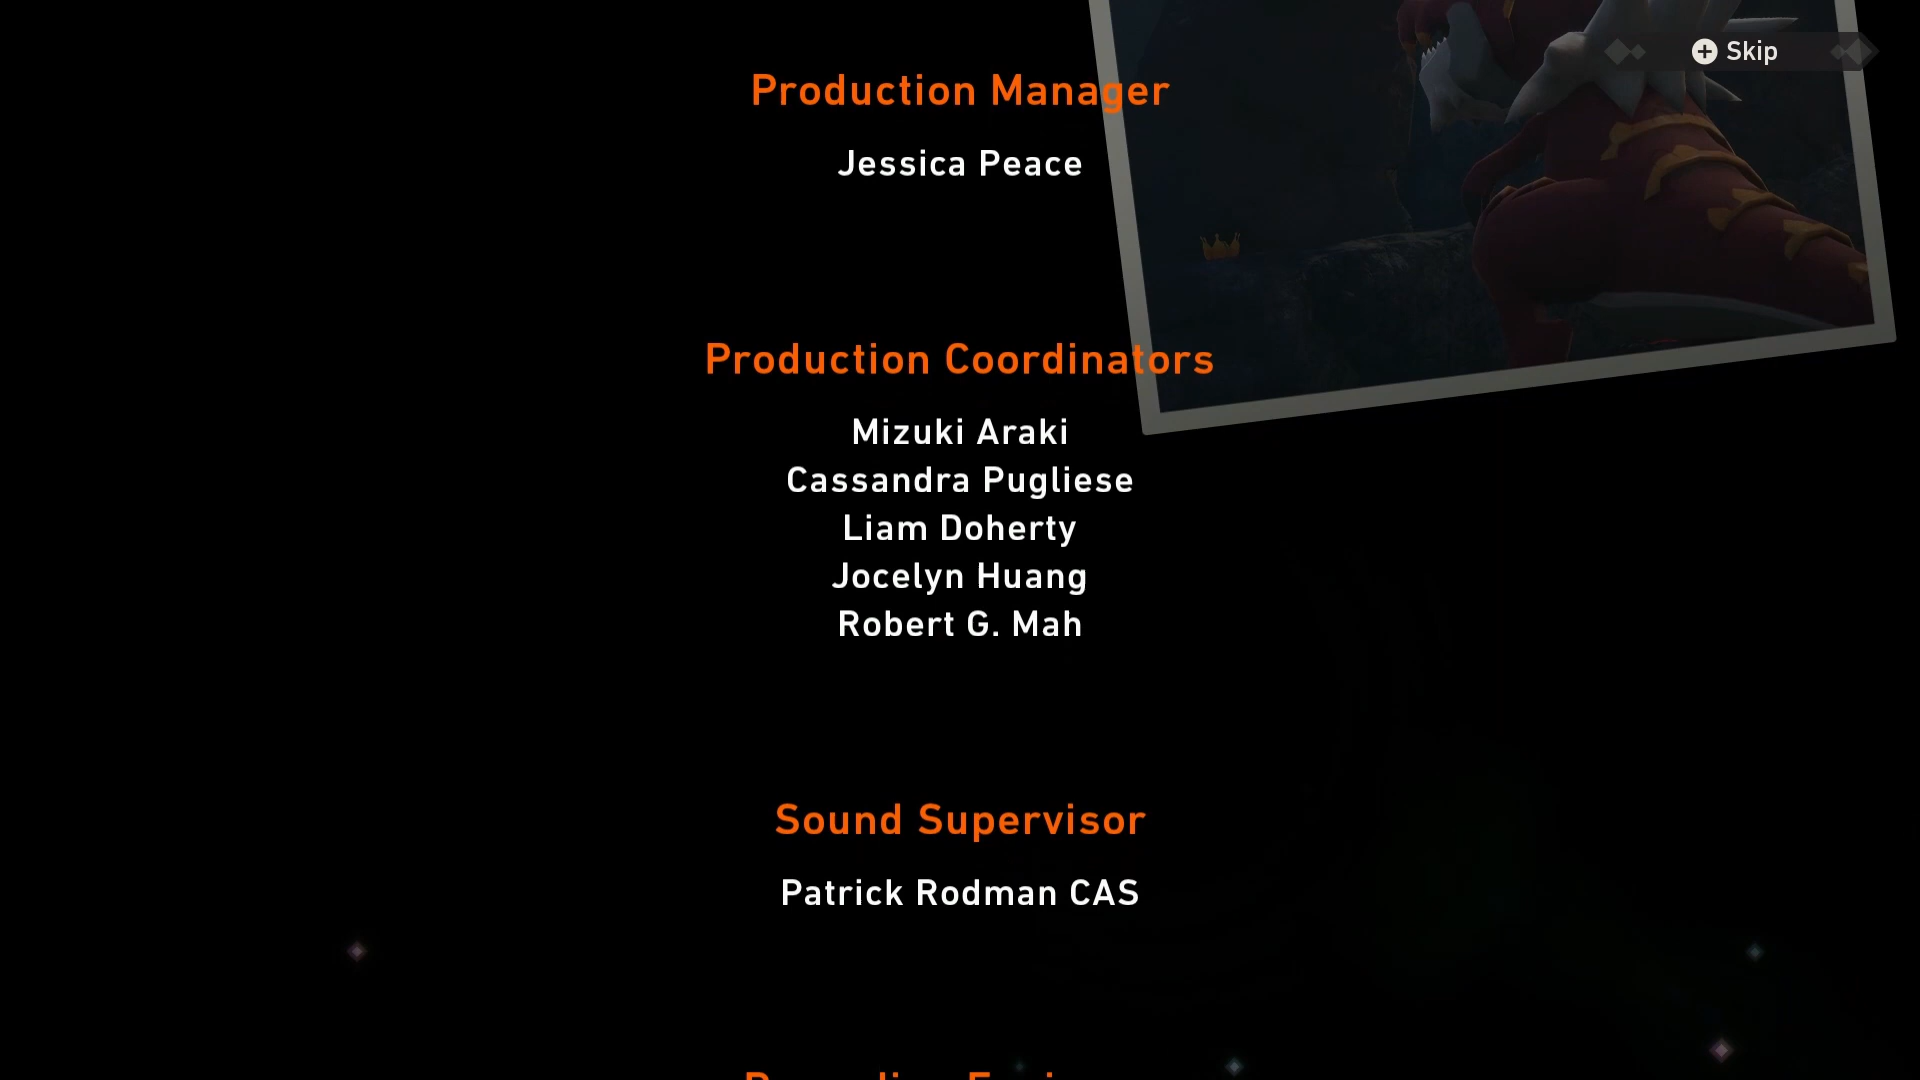 Skip
Production Manager
Jessica Peace
Production Coordinators
Mizuki Araki
Cassandra Pugliese
Liam Doherty
Jocelyn Huang
Robert G. Mah
Sound Supervisor
Patrick Rodman CAS